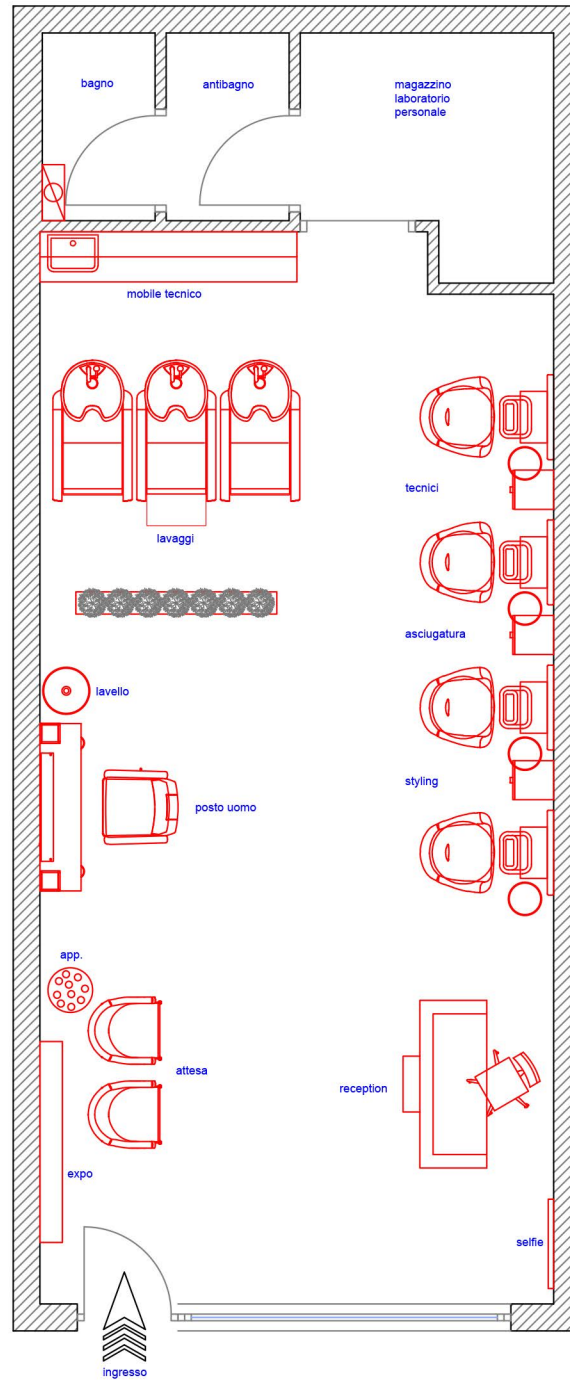 bagno
antibagno
magazzino
laboratorio
personale
mobile tecnico
tecnici
lavaggi
asciugatura
lavello
styling
posto uomo
app.
attesa
reception
expo
selfie
ingresso